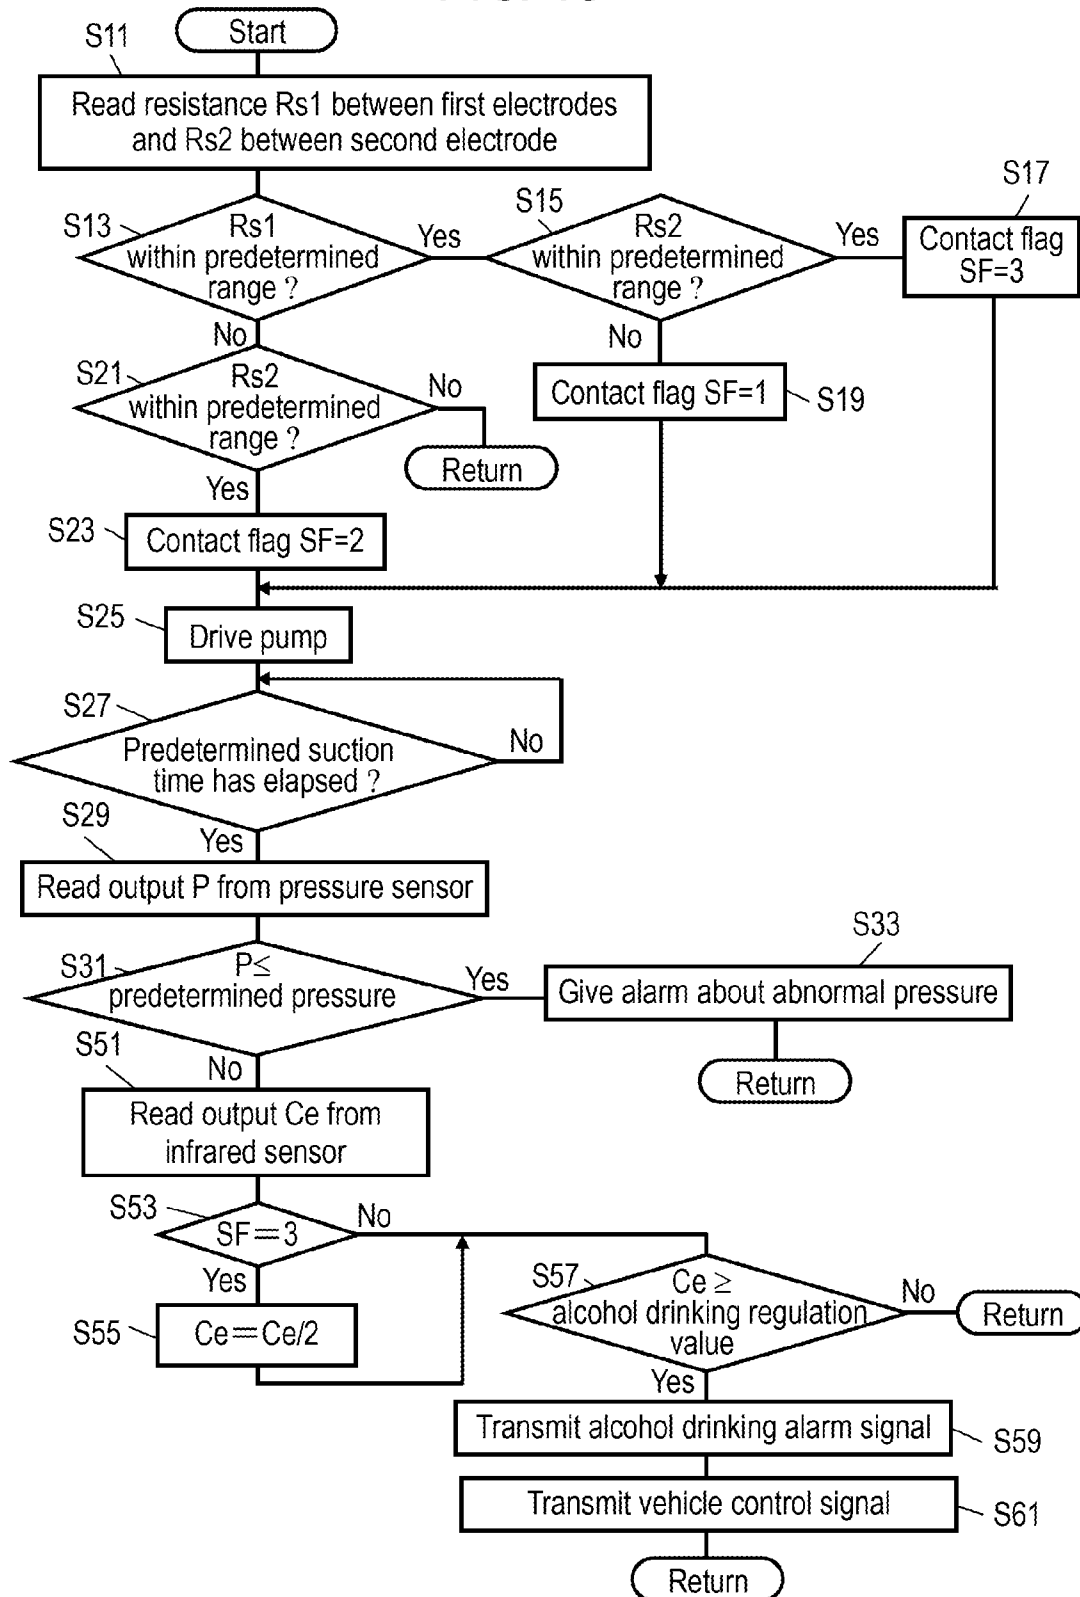 Start
S11
Read resistance Rs1 between first electrodes
and Rs2 between second electrode
S13
Rs1
within predetermined
range ?
Yes
No
S15
Rs2
within predetermined
range ?
Yes
No
S17
Contact flag
SF=3
Contact flag SF=1
S19
S21
Rs2
within predetermined
range ?
No
Return
Yes
S23
Contact flag SF=2
S25
Drive pump
S27
Predetermined suction
time has elapsed ?
No
Yes
S29
Read output P from pressure sensor
S31
P≤
predetermined pressure
Yes
S33
Give alarm about abnormal pressure
Return
No
S51
Read output Ce from
infrared sensor
S53
SF=3
No
Yes
S55
Ce=Ce/2
S57
Ce ≥
alcohol drinking regulation
value
No
Return
Yes
Transmit alcohol drinking alarm signal
S59
Transmit vehicle control signal
S61
Return